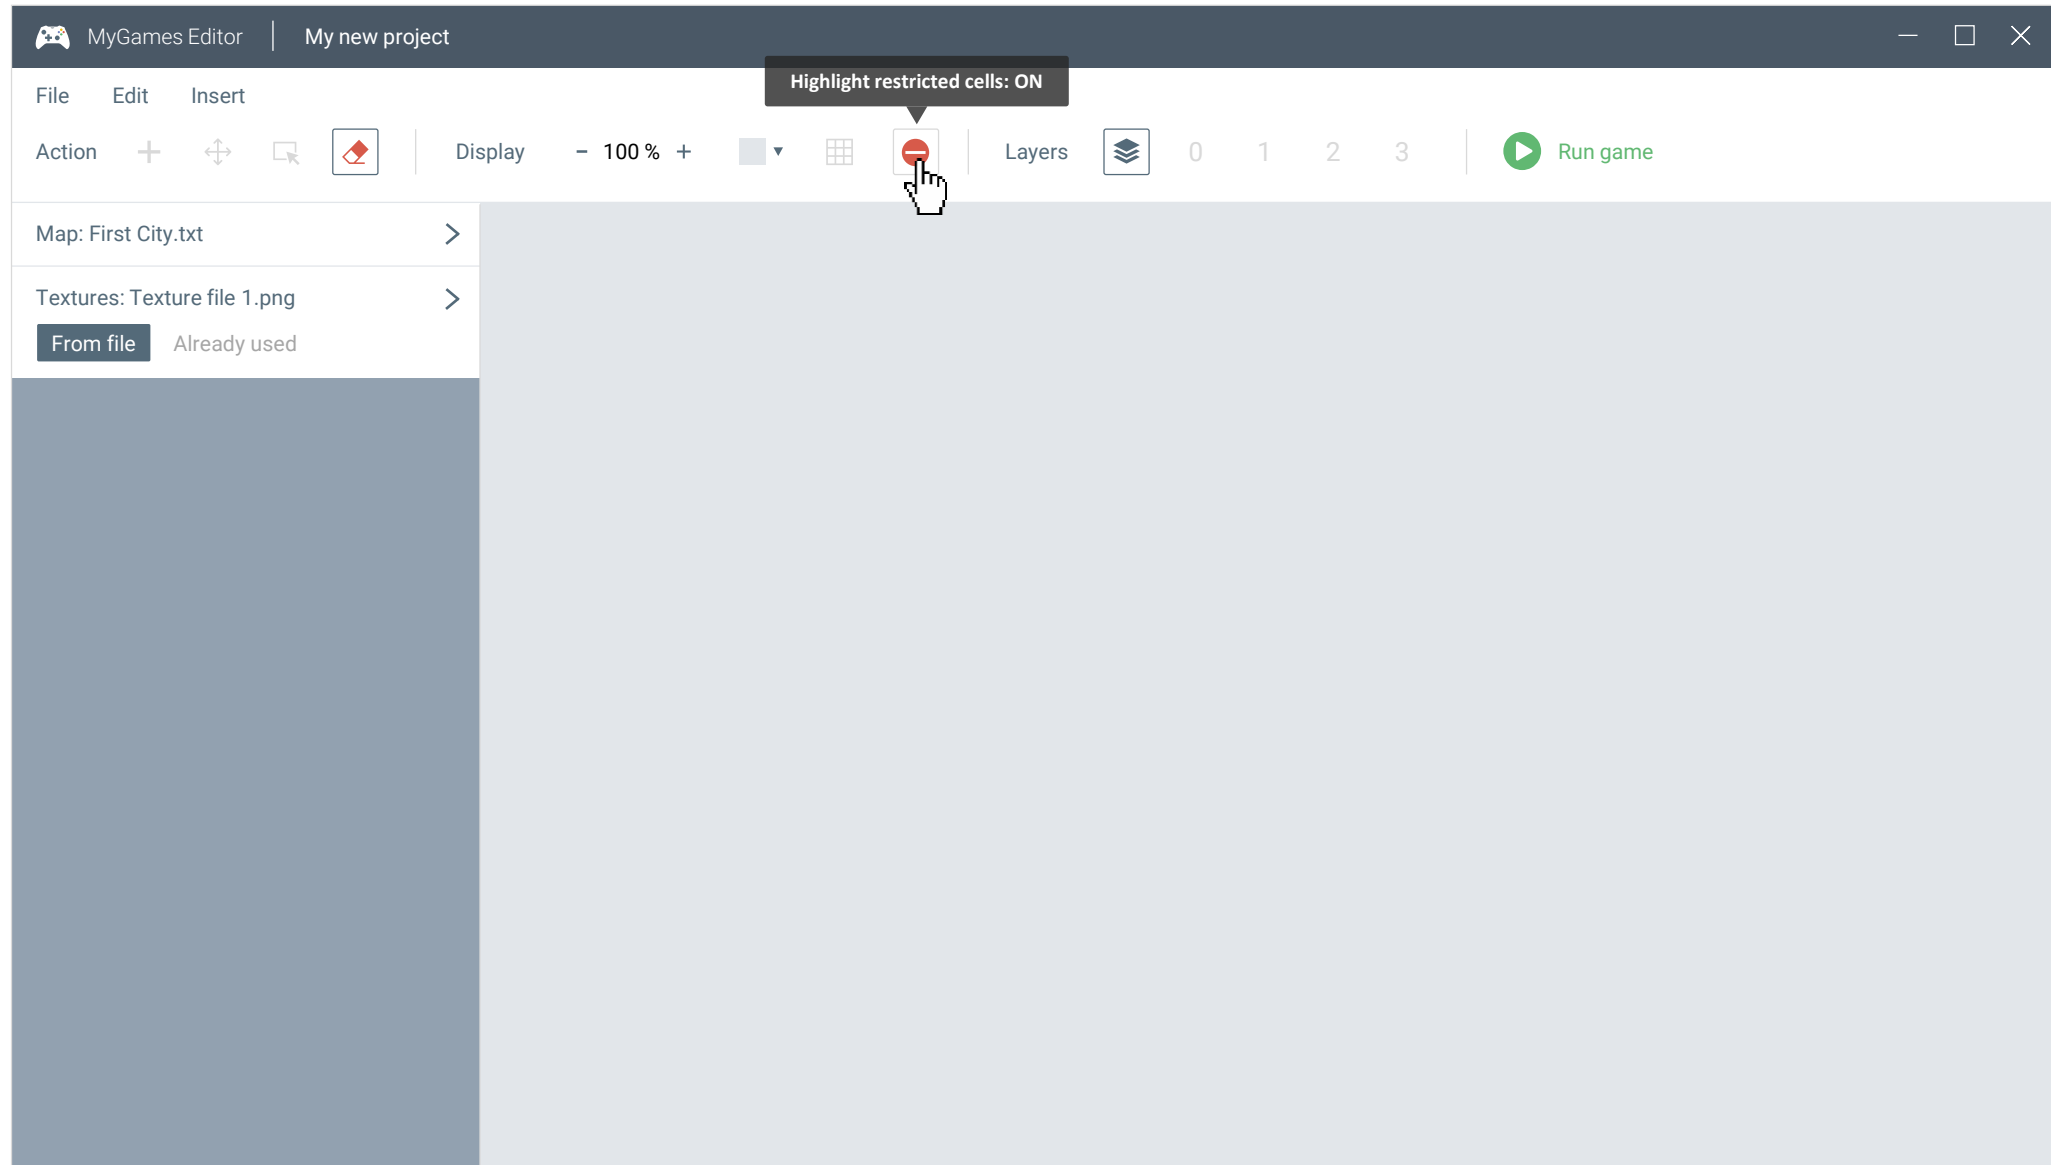 MyGames Editor My new project
Highlight restricted cells: ON
File Edit Insert
Action Display - 100 % + Layers 0 1 2 3 Run game
Map: First City.txt
Textures: Texture file 1.png
From file Already used